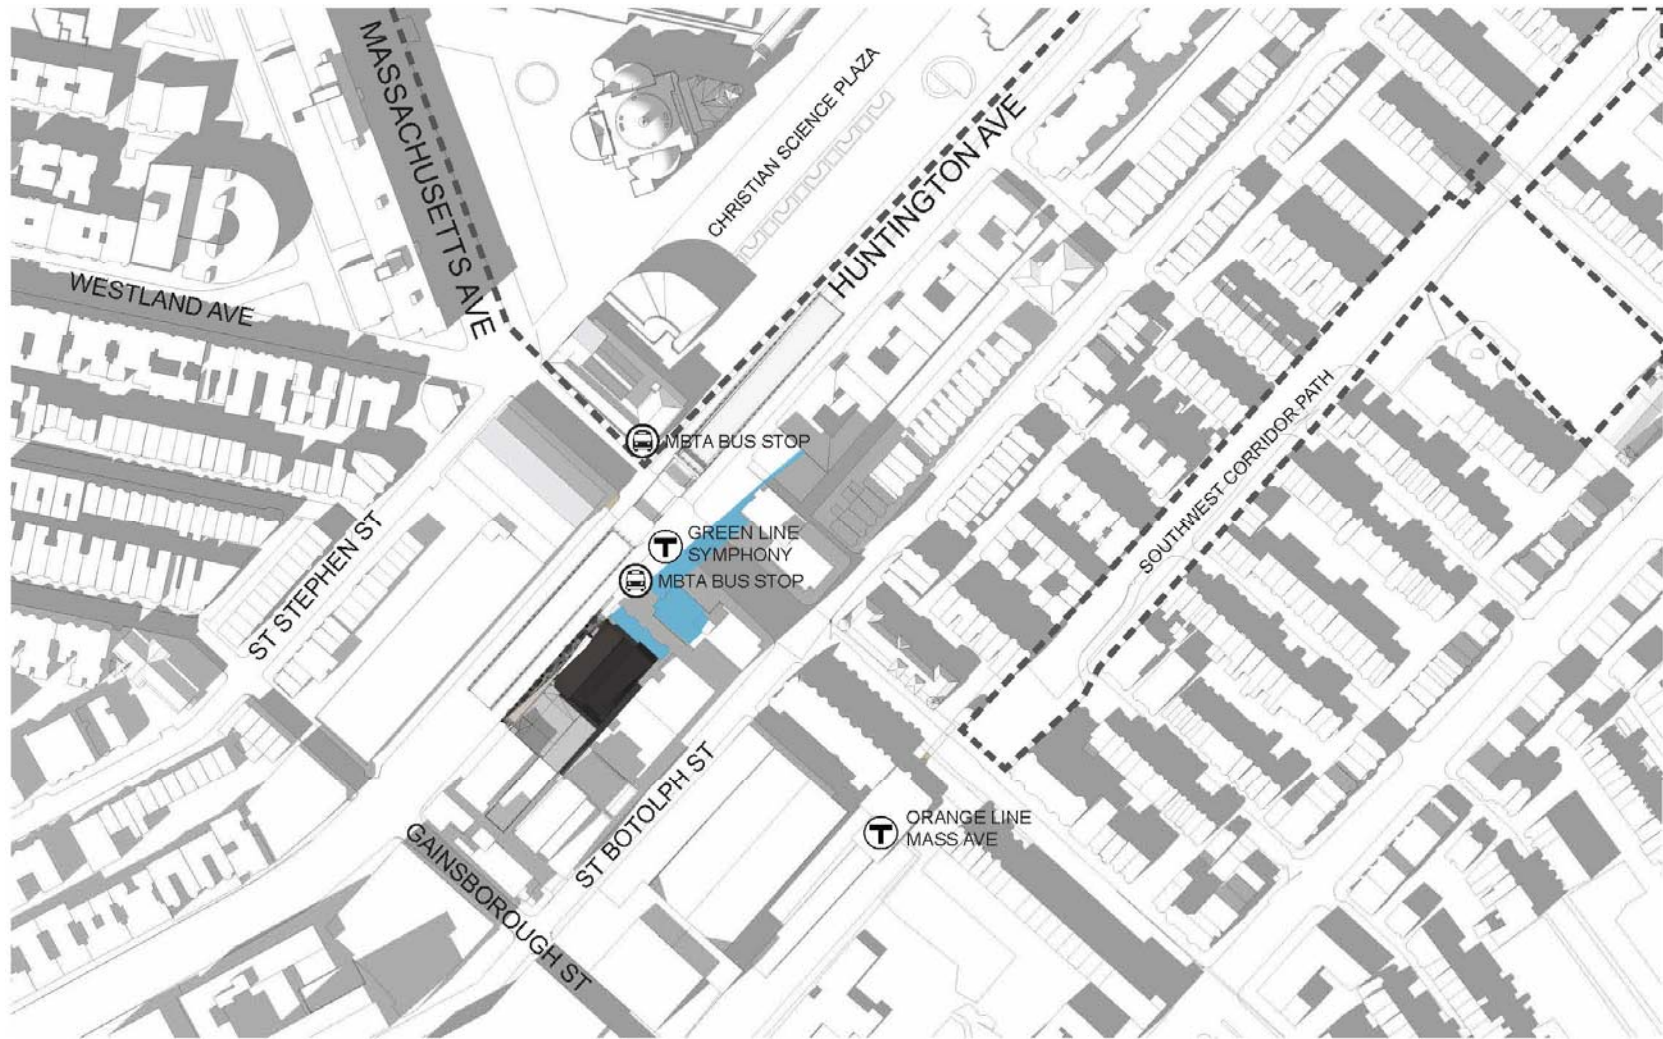 MASSACHUSETTS AVE
CHRISTIAN SCIENCE PLAZA
HUNTINGTON AVE
WESTLAND AVE
MBTA BUS STOP
SOUTHWEST CORRIDOR PATH
ST STEPHEN ST
T
GREEN LINE
SYMPHONY
MBTA BUS STOP
ST BOTOLPH ST
T
ORANGE LINE
MASS AVE
GAINSBOROUGH ST